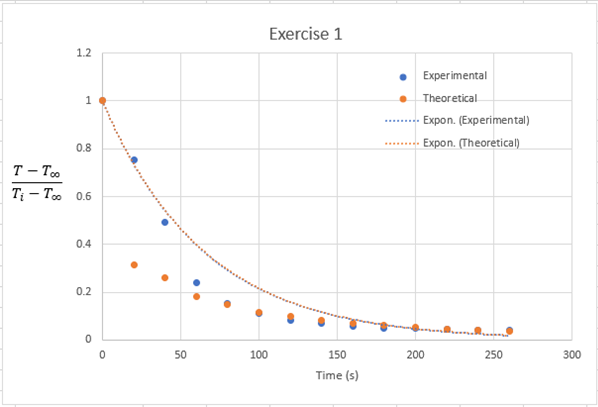 Exercise 1
1.2
1
0.8
0.6
0.4
0.2
0
T − T∞
Ti − T∞
Experimental
Theoretical
Expon. (Experimental)
Expon. (Theoretical)
0 50 100 150 200 250 300
Time (s)